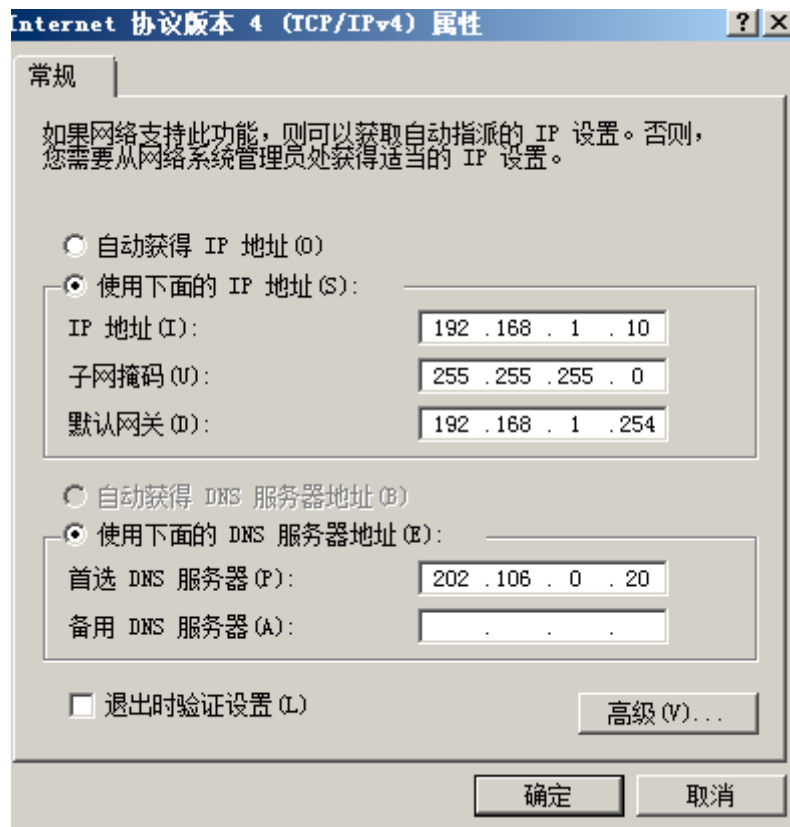 Internet 协议版本 4 (TCP/IPv4) 属性
常规
如果网络支持此功能，则可以获取自动指派的 IP 设置。否则，
您需要从网络系统管理员处获得适当的 IP 设置。
自动获得 IP 地址(O)
使用下面的 IP 地址(S):
IP 地址(I): 192 .168 . 1 . 10
子网掩码(U): 255 .255 .255 . 0
默认网关(D): 192 .168 . 1 .254
自动获得 DNS 服务器地址(B)
使用下面的 DNS 服务器地址(E):
首选 DNS 服务器(P): 202 .106 . 0 . 20
备用 DNS 服务器(A): . . .
退出时验证设置(L)
高级(V)...
确定 取消